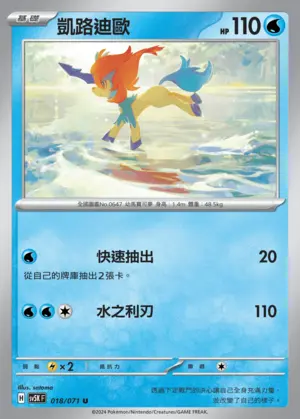 基礎 凱路迪歐 HP 110
全國圖鑑No.0647 幼馬寶可夢 身高:1.4m 體重:48.5kg
快速抽出 20
從自己的牌庫抽出2張卡。
水之利刃 110
弱點 ×2 抵抗力 撤退
illus. saino
H SV5K F 018/071 U
©2024 Pokémon/Nintendo/Creatures/GAME FREAK.